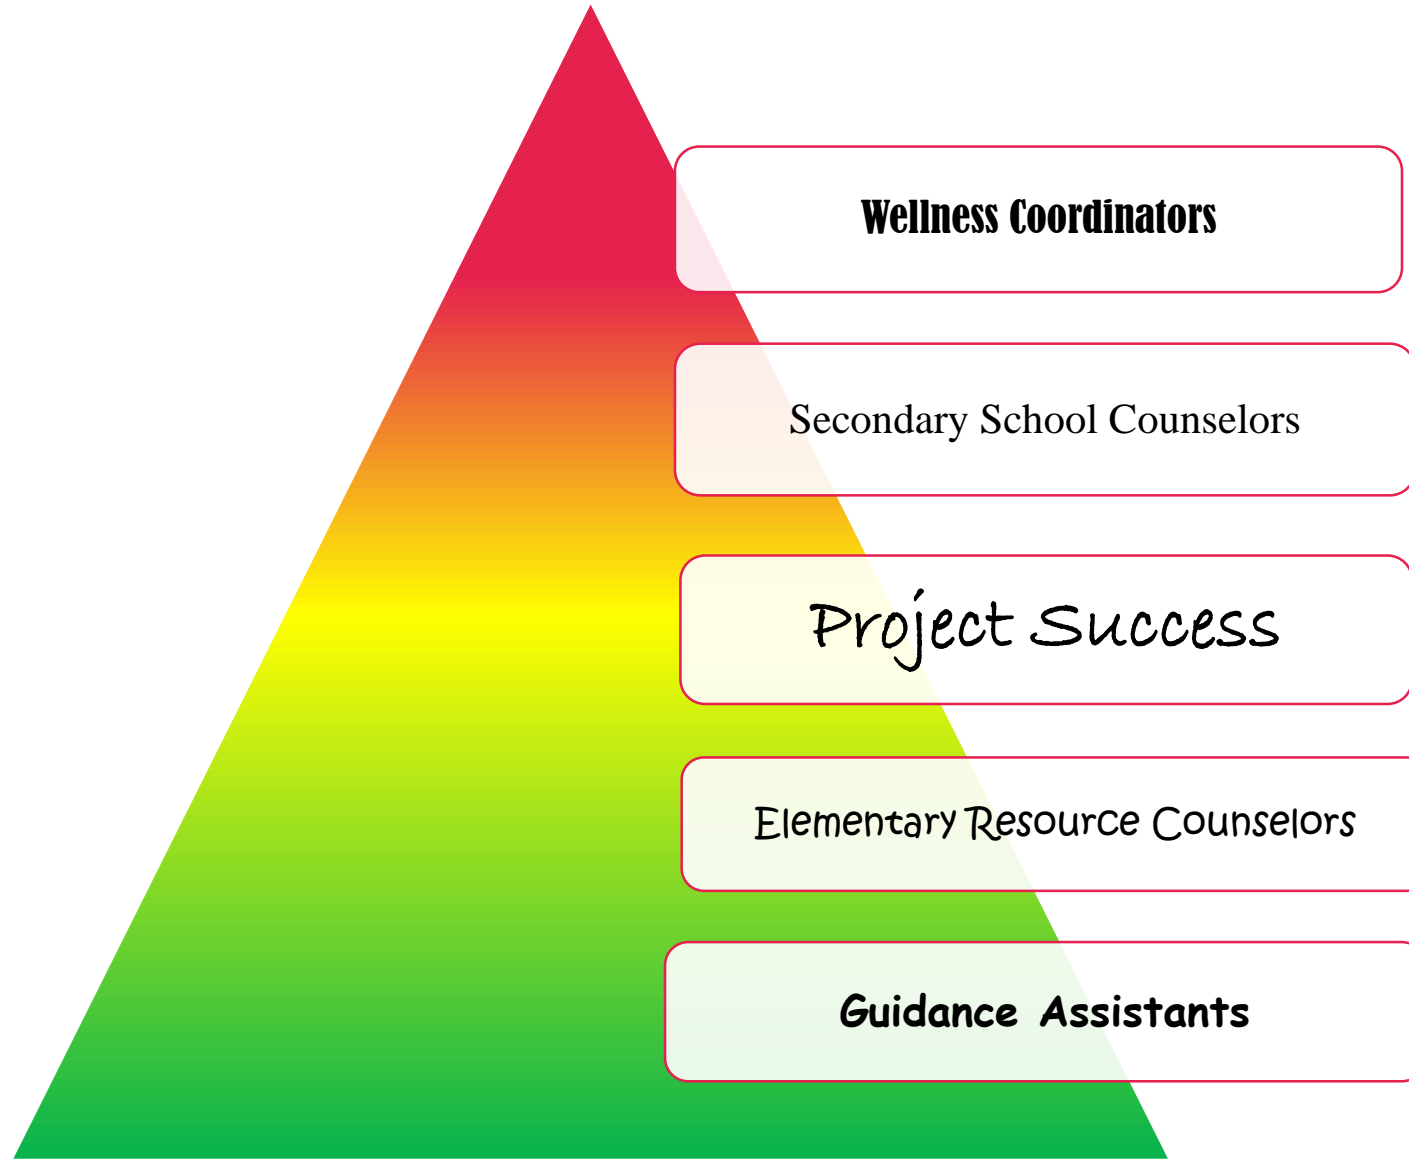 Wellness Coordinators
Secondary School Counselors
Project Success
Elementary Resource Counselors
Guidance Assistants